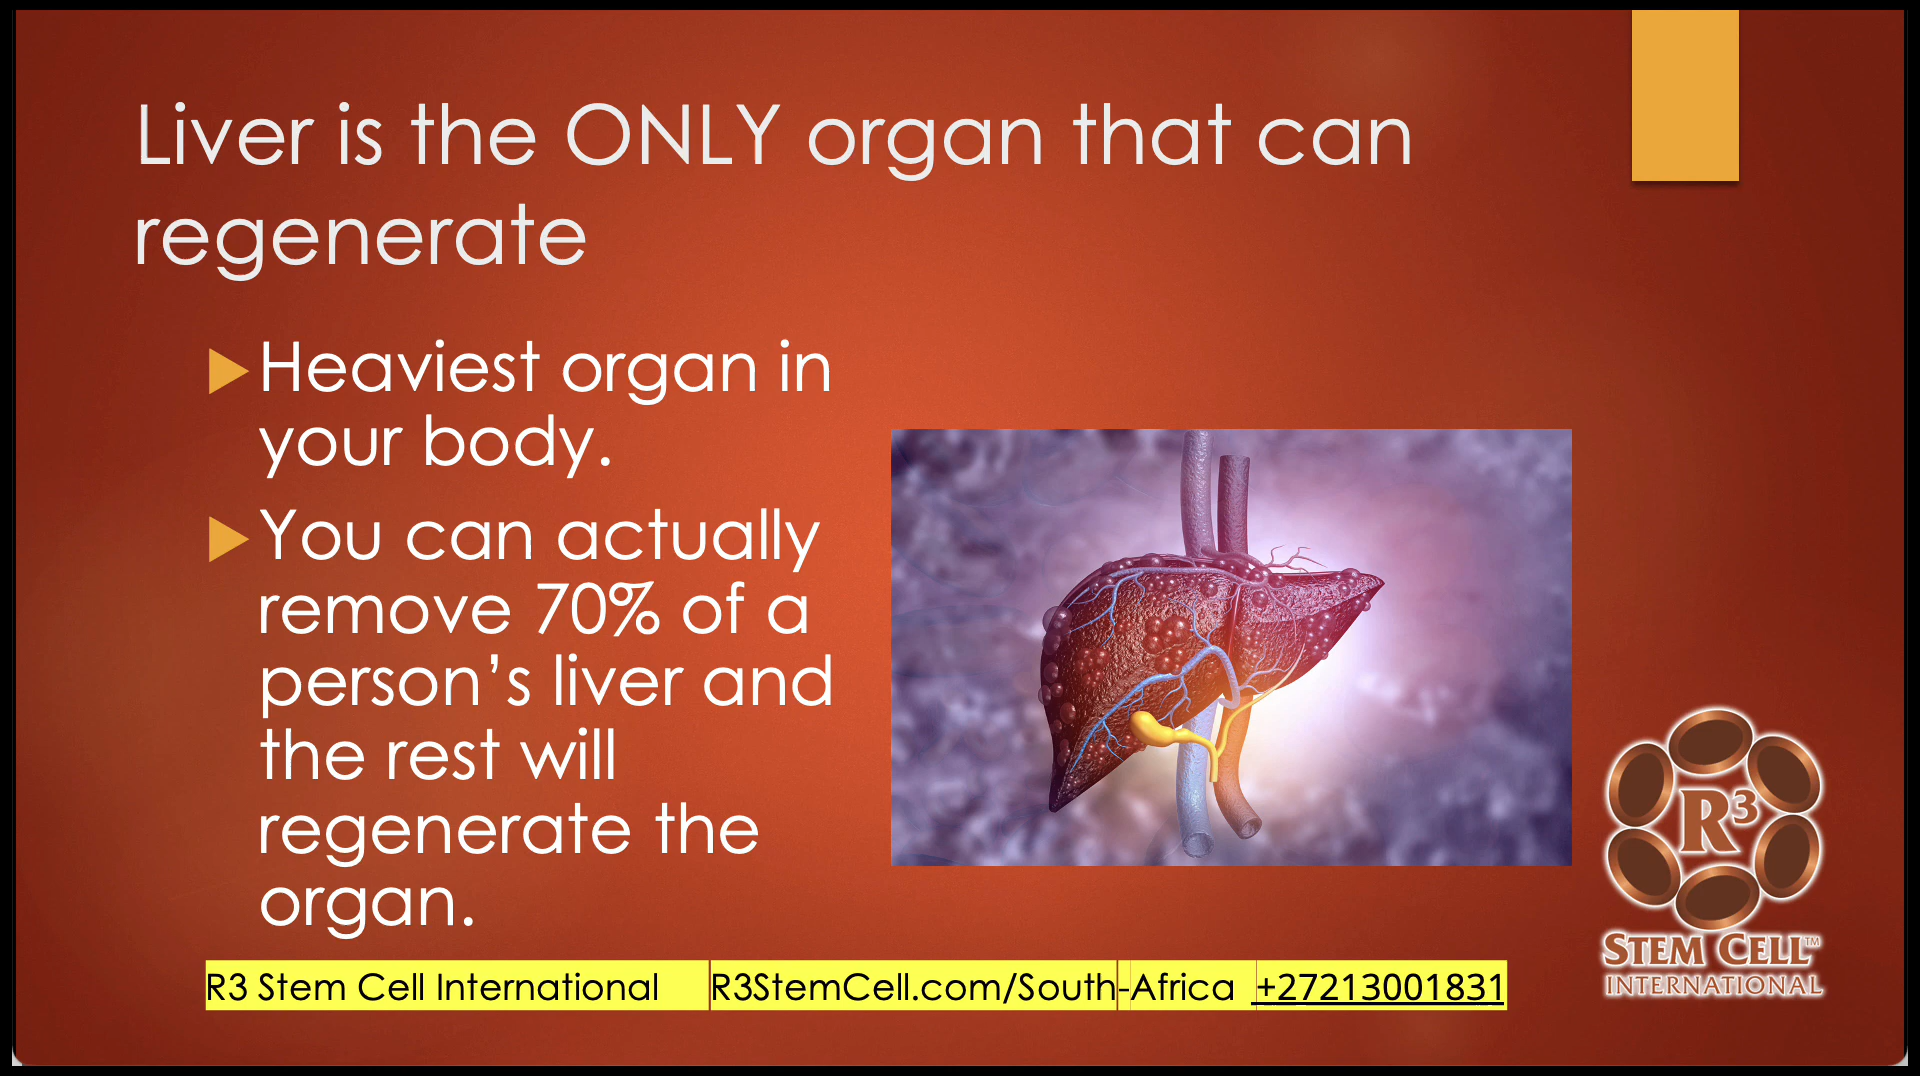 Liver is the ONLY organ that can
regenerate
Heaviest organ in
your body.
You can actually
remove 70% of a
person’s liver and
the rest will
regenerate the
organ.
R3 Stem Cell International R3StemCell.com/South-Africa +27213001831
R3
STEM CELL™
INTERNATIONAL